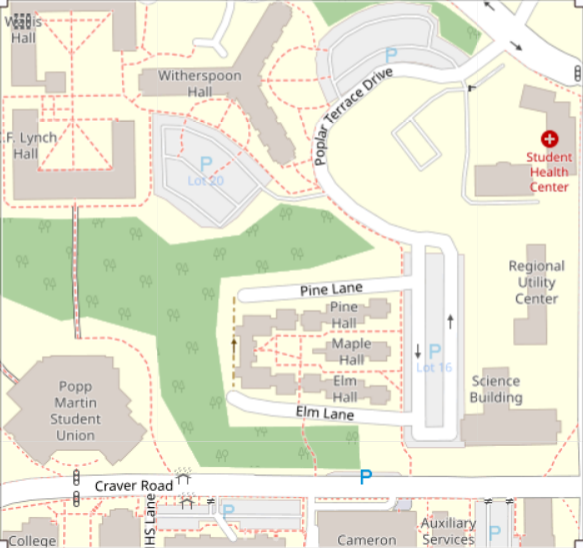 Hall
Witherspoon
Hall
P
Poplar Terrace Drive
F. Lynch
Hall
P
Lot 20
Student
Health
Center
Regional
Utility
Center
Pine Lane
Pine
Hall
Maple
Hall
Elm
Hall
P
Lot 16
Elm Lane
Popp
Martin
Student
Union
Science
Building
P
Craver Road
HS Lane
P
College
Cameron
Auxiliary
Services
P